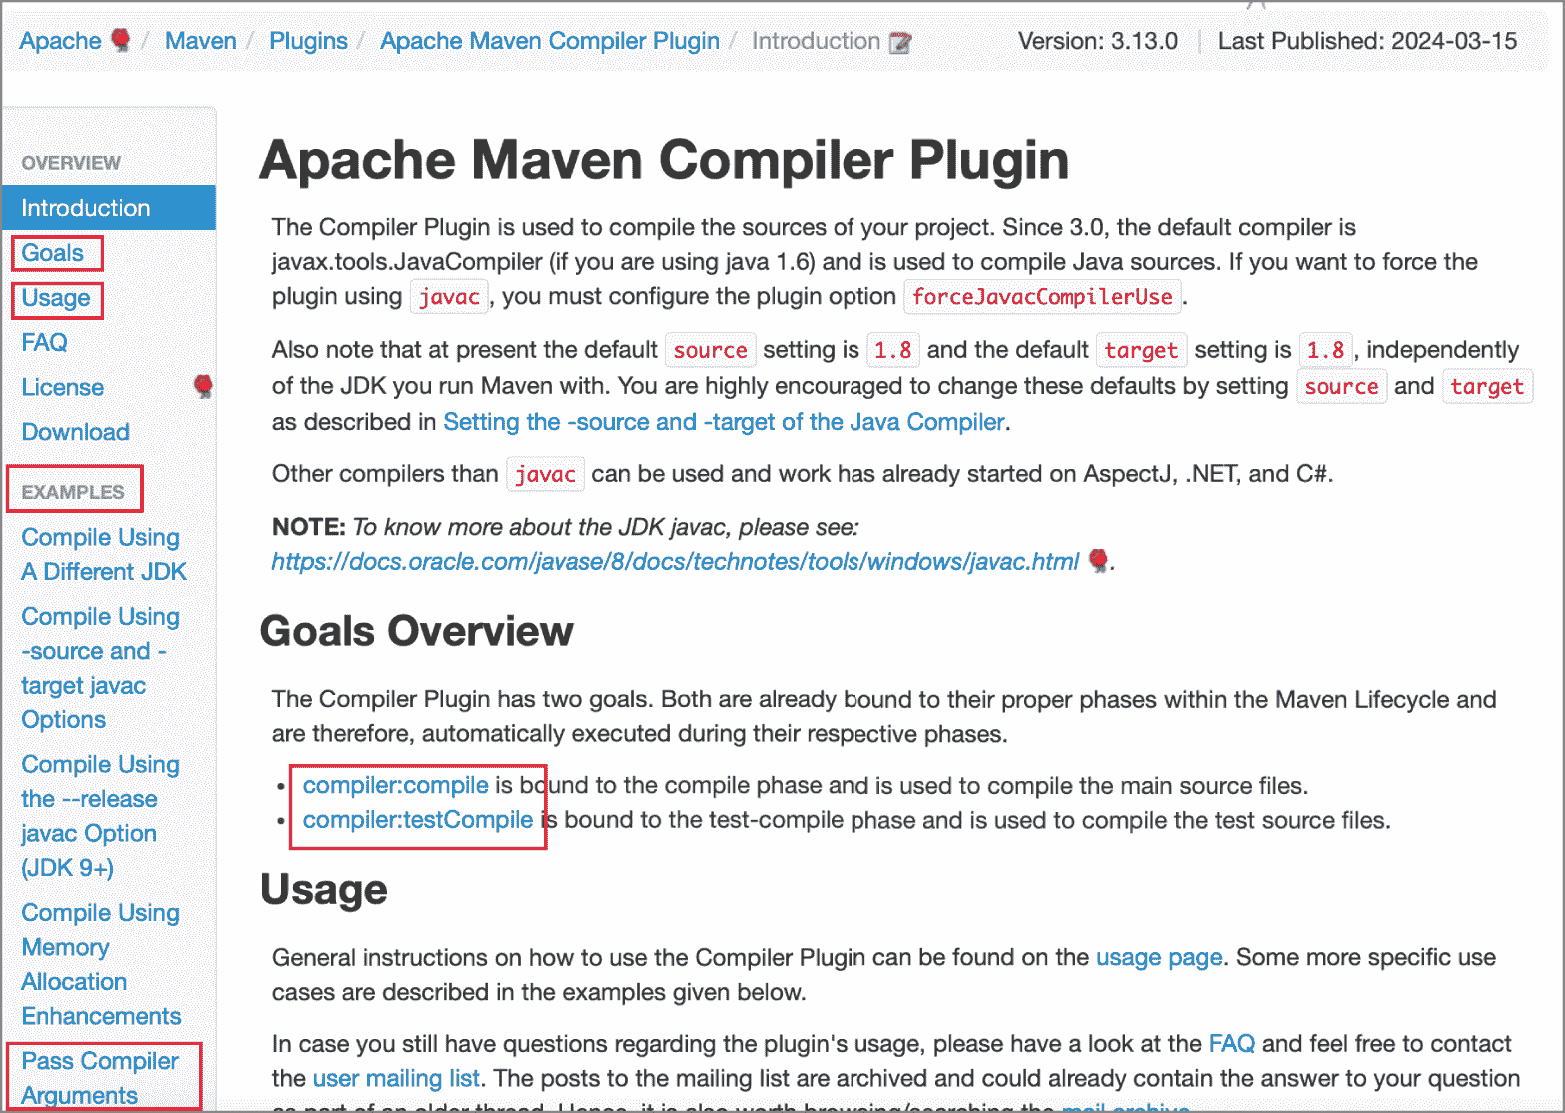 Apache / Maven / Plugins / Apache Maven Compiler Plugin / Introduction
Version: 3.13.0 | Last Published: 2024-03-15
OVERVIEW
Introduction
Goals
Usage
FAQ
License
Download
EXAMPLES
Compile Using
A Different JDK
Compile Using
-source and -
target javac
Options
Compile Using
the --release
javac Option
(JDK 9+)
Compile Using
Memory
Allocation
Enhancements
Pass Compiler
Arguments
Apache Maven Compiler Plugin
The Compiler Plugin is used to compile the sources of your project. Since 3.0, the default compiler is
javax.tools.JavaCompiler (if you are using java 1.6) and is used to compile Java sources. If you want to force the
plugin using javac, you must configure the plugin option forceJavacCompilerUse.
Also note that at present the default source setting is 1.8 and the default target setting is 1.8, independently
of the JDK you run Maven with. You are highly encouraged to change these defaults by setting source and target
as described in Setting the -source and -target of the Java Compiler.
Other compilers than javac can be used and work has already started on AspectJ, .NET, and C#.
NOTE: To know more about the JDK javac, please see:
https://docs.oracle.com/javase/8/docs/technotes/tools/windows/javac.html.
Goals Overview
The Compiler Plugin has two goals. Both are already bound to their proper phases within the Maven Lifecycle and
are therefore, automatically executed during their respective phases.
• compiler:compile is bound to the compile phase and is used to compile the main source files.
• compiler:testCompile is bound to the test-compile phase and is used to compile the test source files.
Usage
General instructions on how to use the Compiler Plugin can be found on the usage page. Some more specific use
cases are described in the examples given below.
In case you still have questions regarding the plugin's usage, please have a look at the FAQ and feel free to contact
the user mailing list. The posts to the mailing list are archived and could already contain the answer to your question
as part of an older thread. Hence, it is also worth browsing/searching the mail archive.